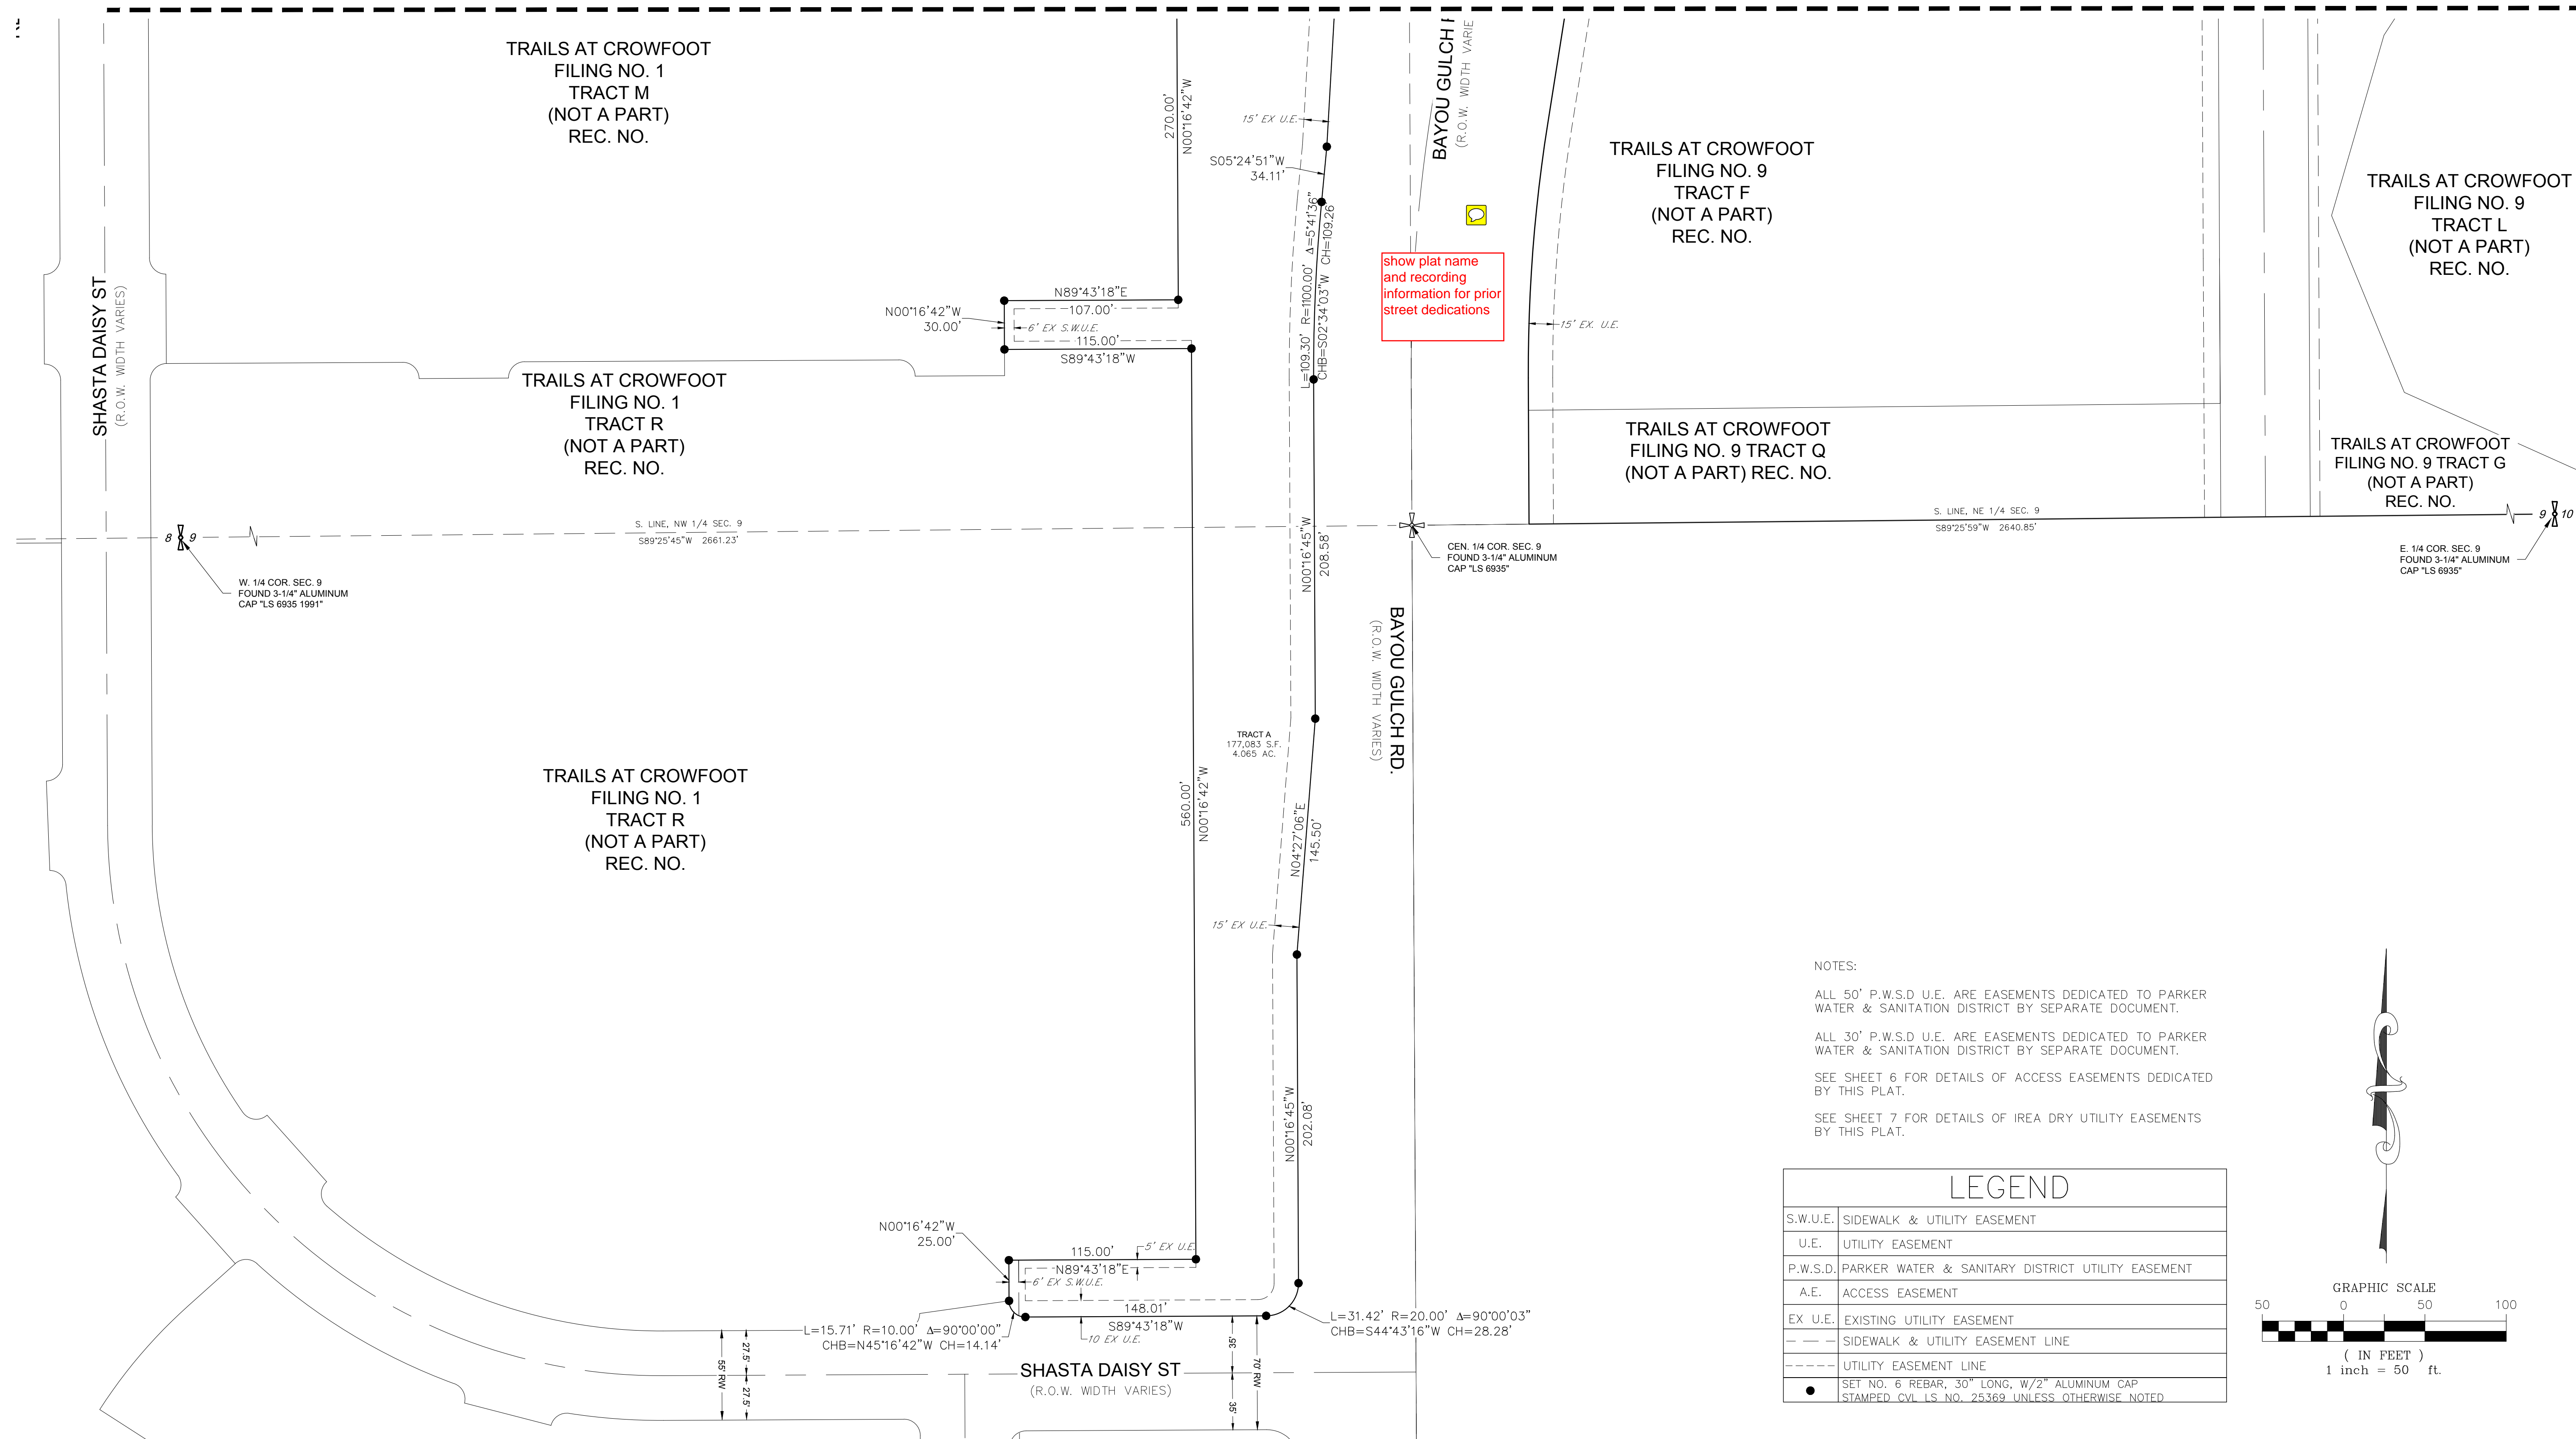 TRAILS AT CROWFOOT
FILING NO. 1
TRACT M
(NOT A PART)
REC. NO.
270.00'
N00°16'42"W
15' EX U.E.
S05°24'51"W
34.11'
L=109.30' R=1100.00' Δ=5°41'36"
CHB=S02°34'03"W CH=109.26'
BAYOU GULCH
(R.O.W. WIDTH VARIE
show plat name
and recording
information for prior
street dedications
TRAILS AT CROWFOOT
FILING NO. 9
TRACT F
(NOT A PART)
REC. NO.
15' EX. U.E.
TRAILS AT CROWFOOT
FILING NO. 9
TRACT L
(NOT A PART)
REC. NO.
SHASTA DAISY ST
(R.O.W. WIDTH VARIES)
N89°43'18"E
107.00'
N00°16'42"W
30.00'
6' EX S.W.U.E.
115.00'
S89°43'18"W
TRAILS AT CROWFOOT
FILING NO. 1
TRACT R
(NOT A PART)
REC. NO.
TRAILS AT CROWFOOT
FILING NO. 9 TRACT Q
(NOT A PART) REC. NO.
TRAILS AT CROWFOOT
FILING NO. 9 TRACT G
(NOT A PART)
REC. NO.
8 9
S. LINE, NW 1/4 SEC. 9
S89°25'45"W 2661.23'
W. 1/4 COR. SEC. 9
FOUND 3-1/4" ALUMINUM
CAP "LS 6935 1991"
N00°16'45"W
208.58'
CEN. 1/4 COR. SEC. 9
FOUND 3-1/4" ALUMINUM
CAP "LS 6935"
S. LINE, NE 1/4 SEC. 9
S89°25'59"W 2640.85'
9 10
E. 1/4 COR. SEC. 9
FOUND 3-1/4" ALUMINUM
CAP "LS 6935"
BAYOU GULCH RD.
(R.O.W. WIDTH VARIES)
TRACT A
177,083 S.F.
4.065 AC.
TRAILS AT CROWFOOT
FILING NO. 1
TRACT R
(NOT A PART)
REC. NO.
560.00'
N00°16'42"W
N04°27'06"E
145.50'
15' EX U.E.
N00°16'45"W
202.08'
N00°16'42"W
25.00'
115.00'
5' EX U.E.
N89°43'18"E
6' EX S.W.U.E.
148.01'
S89°43'18"W
10 EX U.E.
L=15.71' R=10.00' Δ=90°00'00"
CHB=N45°16'42"W CH=14.14'
L=31.42' R=20.00' Δ=90°00'03"
CHB=S44°43'16"W CH=28.28'
SHASTA DAISY ST
(R.O.W. WIDTH VARIES)
55' RW
27.5'
27.5'
35'
35'
70' RW
NOTES:
ALL 50' P.W.S.D U.E. ARE EASEMENTS DEDICATED TO PARKER
WATER & SANITATION DISTRICT BY SEPARATE DOCUMENT.
ALL 30' P.W.S.D U.E. ARE EASEMENTS DEDICATED TO PARKER
WATER & SANITATION DISTRICT BY SEPARATE DOCUMENT.
SEE SHEET 6 FOR DETAILS OF ACCESS EASEMENTS DEDICATED
BY THIS PLAT.
SEE SHEET 7 FOR DETAILS OF IREA DRY UTILITY EASEMENTS
BY THIS PLAT.
LEGEND
S.W.U.E. SIDEWALK & UTILITY EASEMENT
U.E. UTILITY EASEMENT
P.W.S.D. PARKER WATER & SANITARY DISTRICT UTILITY EASEMENT
A.E. ACCESS EASEMENT
EX U.E. EXISTING UTILITY EASEMENT
SIDEWALK & UTILITY EASEMENT LINE
UTILITY EASEMENT LINE
SET NO. 6 REBAR, 30" LONG, W/2" ALUMINUM CAP
STAMPED CVL LS NO. 25369 UNLESS OTHERWISE NOTED
GRAPHIC SCALE
50 0 50 100
( IN FEET )
1 inch = 50 ft.